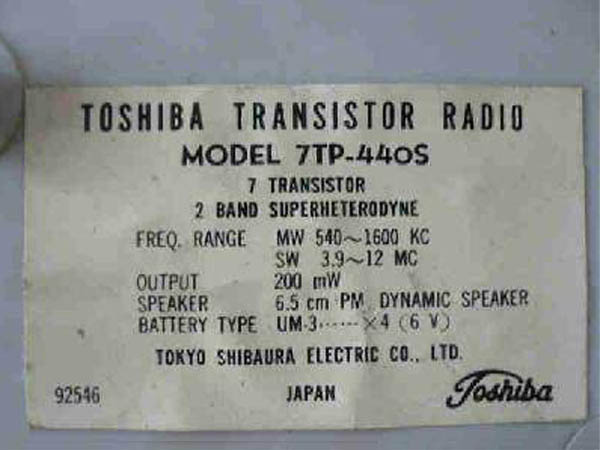 TOSHIBA TRANSISTOR RADIO
MODEL 7TP-440S
7 TRANSISTOR
2 BAND SUPERHETERODYNE
FREQ. RANGE MW 540~1600 KC
SW 3.9~12 MC
OUTPUT 200 mW
SPEAKER 6.5 cm PM DYNAMIC SPEAKER
BATTERY TYPE UM-3······×4 (6 V)
TOKYO SHIBAURA ELECTRIC CO., LTD.
92546 JAPAN Toshiba